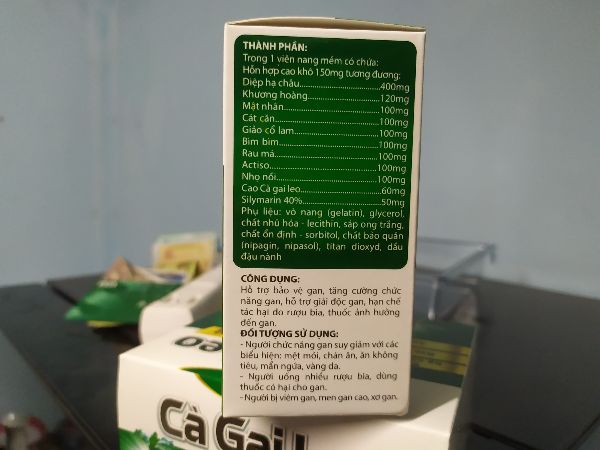 THÀNH PHẦN:
Trong 1 viên nang mềm có chứa:
Hỗn hợp cao khô 150mg tương đương:
Diệp hạ châu....................400mg
Khương hoàng....................120mg
Mật nhân....................100mg
Cát căn....................100mg
Giảo cổ lam....................100mg
Bìm bìm....................100mg
Rau má....................100mg
Actiso....................100mg
Nhọ nồi....................100mg
Cao Cà gai leo....................60mg
Silymarin 40%....................50mg
Phụ liệu: vỏ nang (gelatin), glycerol,
chất nhũ hóa - lecithin, sáp ong trắng,
chất ổn định - sorbitol, chất bảo quản
(nipagin, nipasol), titan dioxyd, dầu
đậu nành
CÔNG DỤNG:
Hỗ trợ bảo vệ gan, tăng cường chức
năng gan, hỗ trợ giải độc gan, hạn chế
tác hại do rượu bia, thuốc ảnh hưởng
đến gan.
ĐỐI TƯỢNG SỬ DỤNG:
- Người chức năng gan suy giảm với các
biểu hiện: mệt mỏi, chán ăn, ăn không
tiêu, mẩn ngứa, vàng da.
- Người uống nhiều rượu bia, dùng
thuốc có hại cho gan.
- Người bị viêm gan, men gan cao, xơ gan.
Cà Gai L